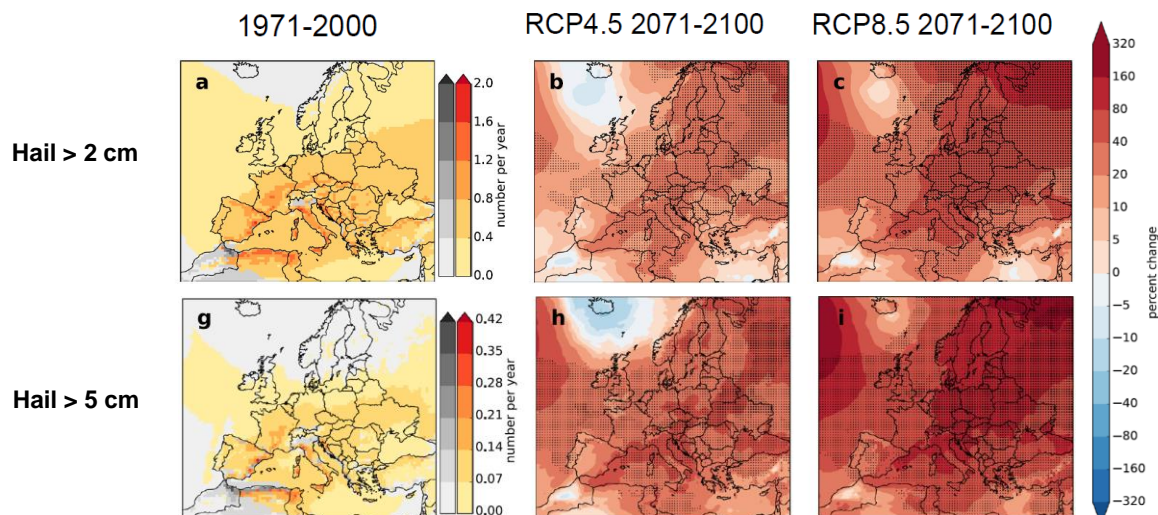 1971-2000
RCP4.5 2071-2100
RCP8.5 2071-2100
Hail > 2 cm
a
2.0
1.6
1.2
0.8
0.4
0.0
number per year
b
c
320
160
80
40
20
10
5
0
−5
−10
−20
−40
−80
−160
−320
percent change
Hail > 5 cm
g
0.42
0.35
0.28
0.21
0.14
0.07
0.00
number per year
h
i